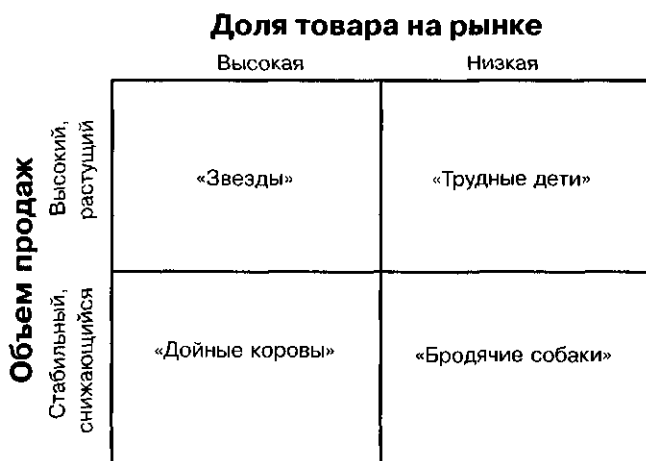 Доля товара на рынке
Высокая
Низкая
Объем продаж
Высокий,
растущий
«Звезды»
«Трудные дети»
Стабильный,
снижающийся
«Дойные коровы»
«Бродячие собаки»